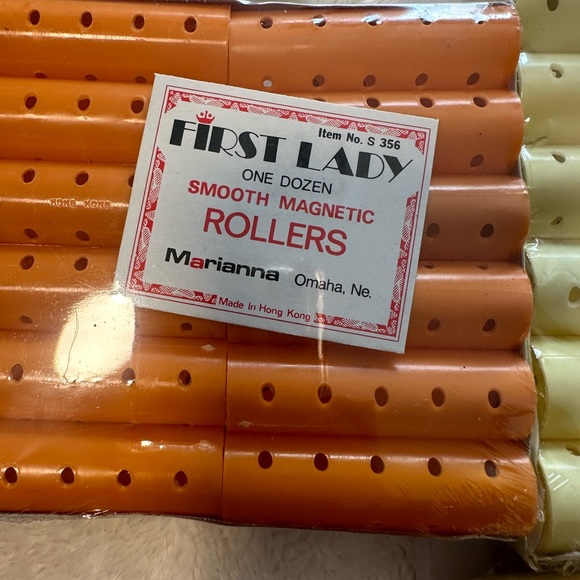 Item No. S 356
FiRST LADY
ONE DOZEN
SMOOTH MAGNETIC
ROLLERS
Marianna Omaha, Ne.
Made In Hong Kong
HONG KONG